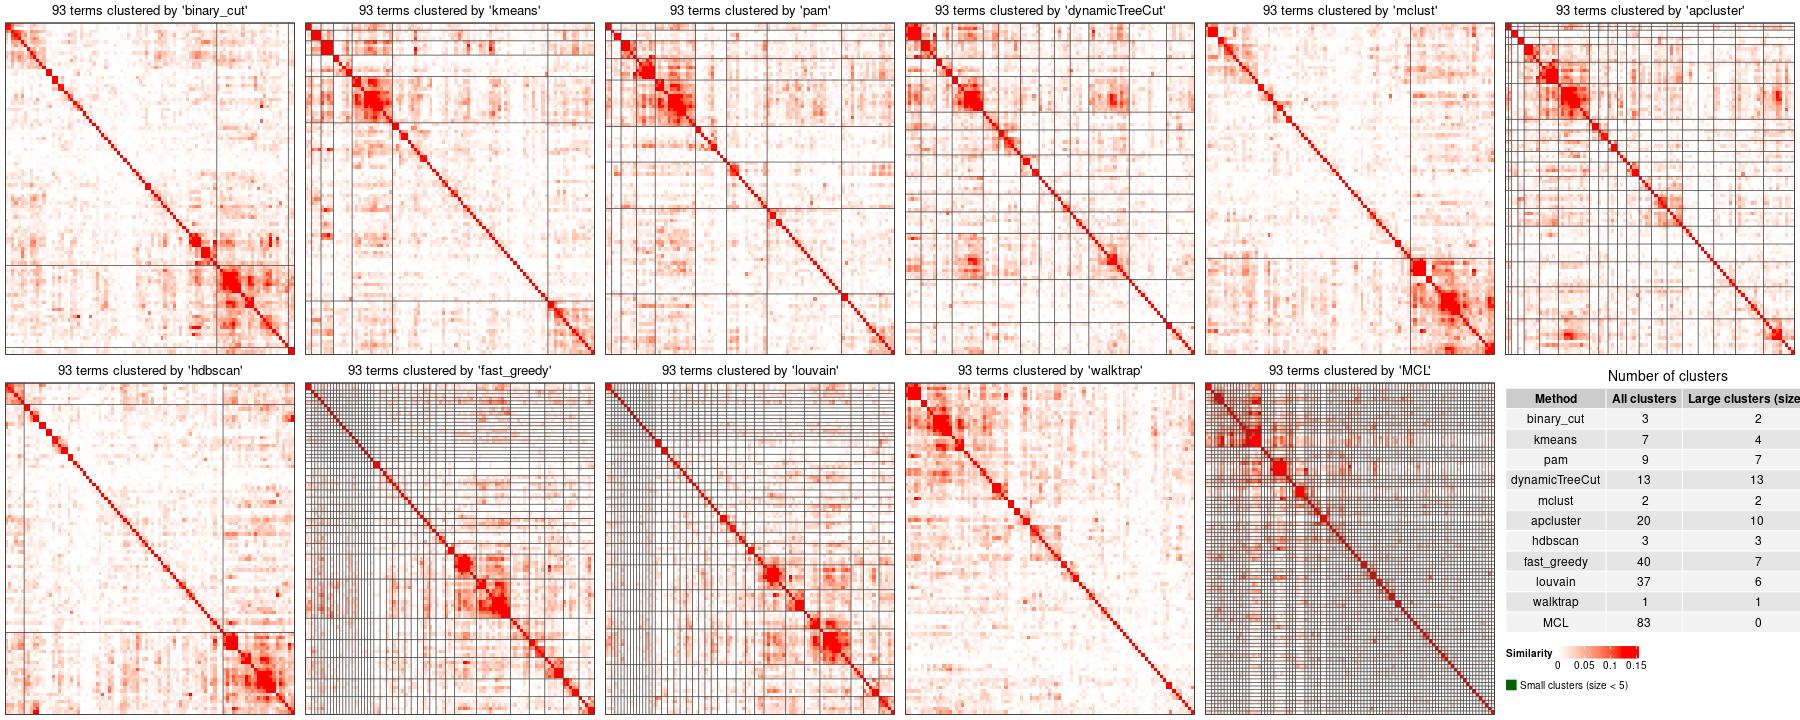 93 terms clustered by 'binary_cut'
93 terms clustered by 'kmeans'
93 terms clustered by 'pam'
93 terms clustered by 'dynamicTreeCut'
93 terms clustered by 'mclust'
93 terms clustered by 'apcluster'
93 terms clustered by 'hdbscan'
93 terms clustered by 'fast_greedy'
93 terms clustered by 'louvain'
93 terms clustered by 'walktrap'
93 terms clustered by 'MCL'
Number of clusters
Method All clusters Large clusters (size
binary_cut 3 2
kmeans 7 4
pam 9 7
dynamicTreeCut 13 13
mclust 2 2
apcluster 20 10
hdbscan 3 3
fast_greedy 40 7
louvain 37 6
walktrap 1 1
MCL 83 0
Similarity
0 0.05 0.1 0.15
Small clusters (size < 5)